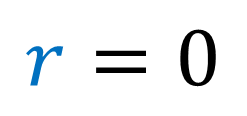 r = 0